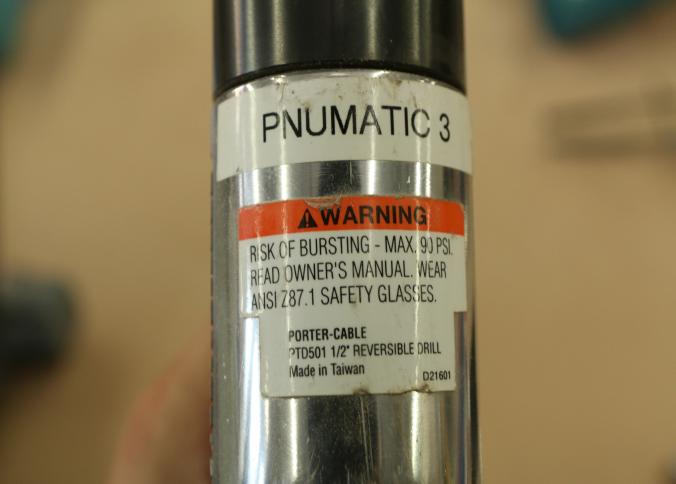 PNUMATIC 3
WARNING
RISK OF BURSTING - MAX. 90 PSI.
READ OWNER'S MANUAL. WEAR
ANSI Z87.1 SAFETY GLASSES.
PORTER-CABLE
PTD501 1/2" REVERSIBLE DRILL
Made in Taiwan
D21601